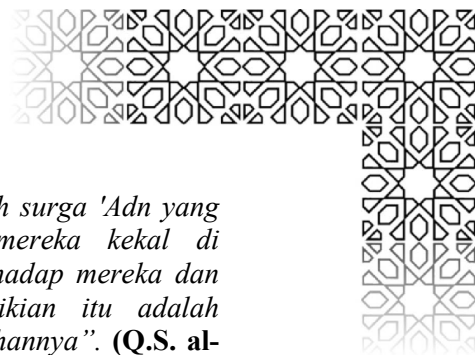 h surga 'Adn yang
mereka kekal di
hadap mereka dan
ikian itu adalah
hannya". (Q.S. al-